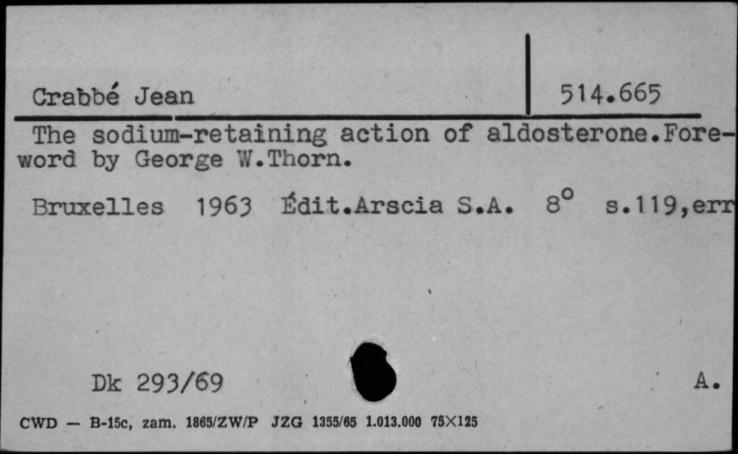 Crabbé Jean 514.665
The sodium-retaining action of aldosterone.Fore-
word by George W.Thorn.
Bruxelles 1963 Édit.Arscia S.A. 8° s.119,err
Dk 293/69 A.
CWD — B-15c, zam. 1865/ZW/P JZG 1355/65 1.013.000 75×125